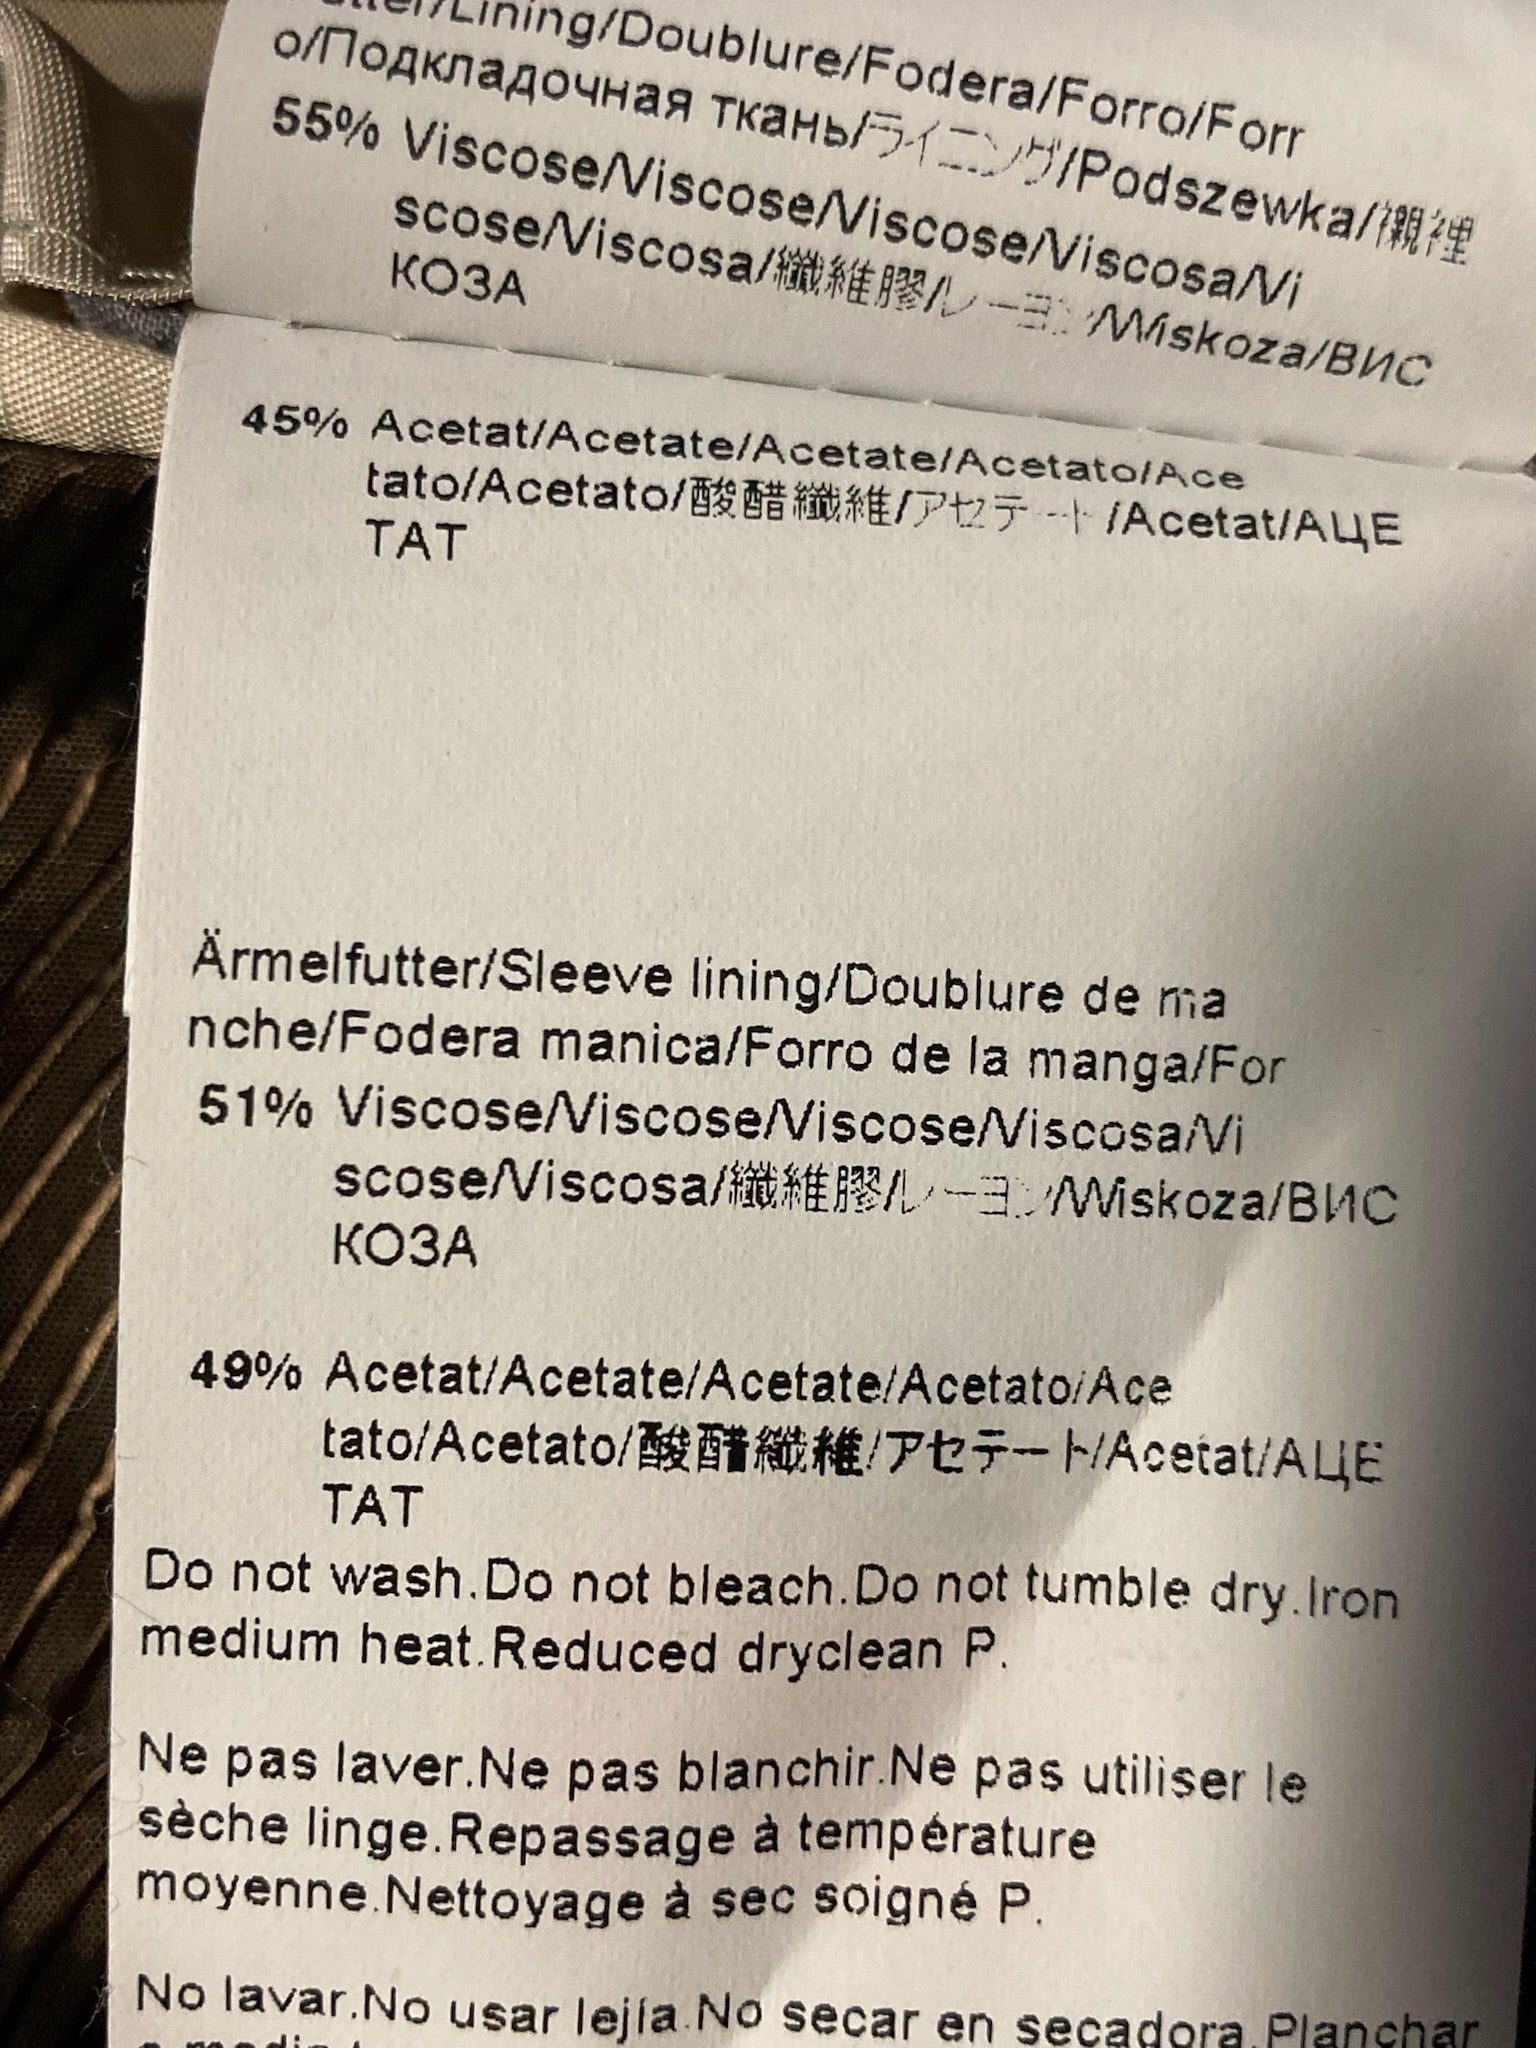 Futter/Lining/Doublure/Fodera/Forro/Forr
o/Подкладочная ткань/ライニング/Podszewka/襯裡
55% Viscose/Viscose/Viscose/Viscosa/Vi
scose/Viscosa/纖維膠/レーヨン/Wiskoza/ВИС
КОЗА
45% Acetat/Acetate/Acetate/Acetato/Ace
tato/Acetato/酸醋纖維/アセテート/Acetat/АЦЕ
ТАТ
Ärmelfutter/Sleeve lining/Doublure de ma
nche/Fodera manica/Forro de la manga/For
51% Viscose/Viscose/Viscose/Viscosa/Vi
scose/Viscosa/纖維膠/レーヨン/Wiskoza/ВИС
КОЗА
49% Acetat/Acetate/Acetate/Acetato/Ace
tato/Acetato/酸醋纖維/アセテート/Acetat/АЦЕ
ТАТ
Do not wash.Do not bleach.Do not tumble dry.Iron
medium heat.Reduced dryclean P.
Ne pas laver.Ne pas blanchir.Ne pas utiliser le
sèche linge.Repassage à température
moyenne.Nettoyage à sec soigné P.
No lavar.No usar lejía.No secar en secadora.Planchar
a media